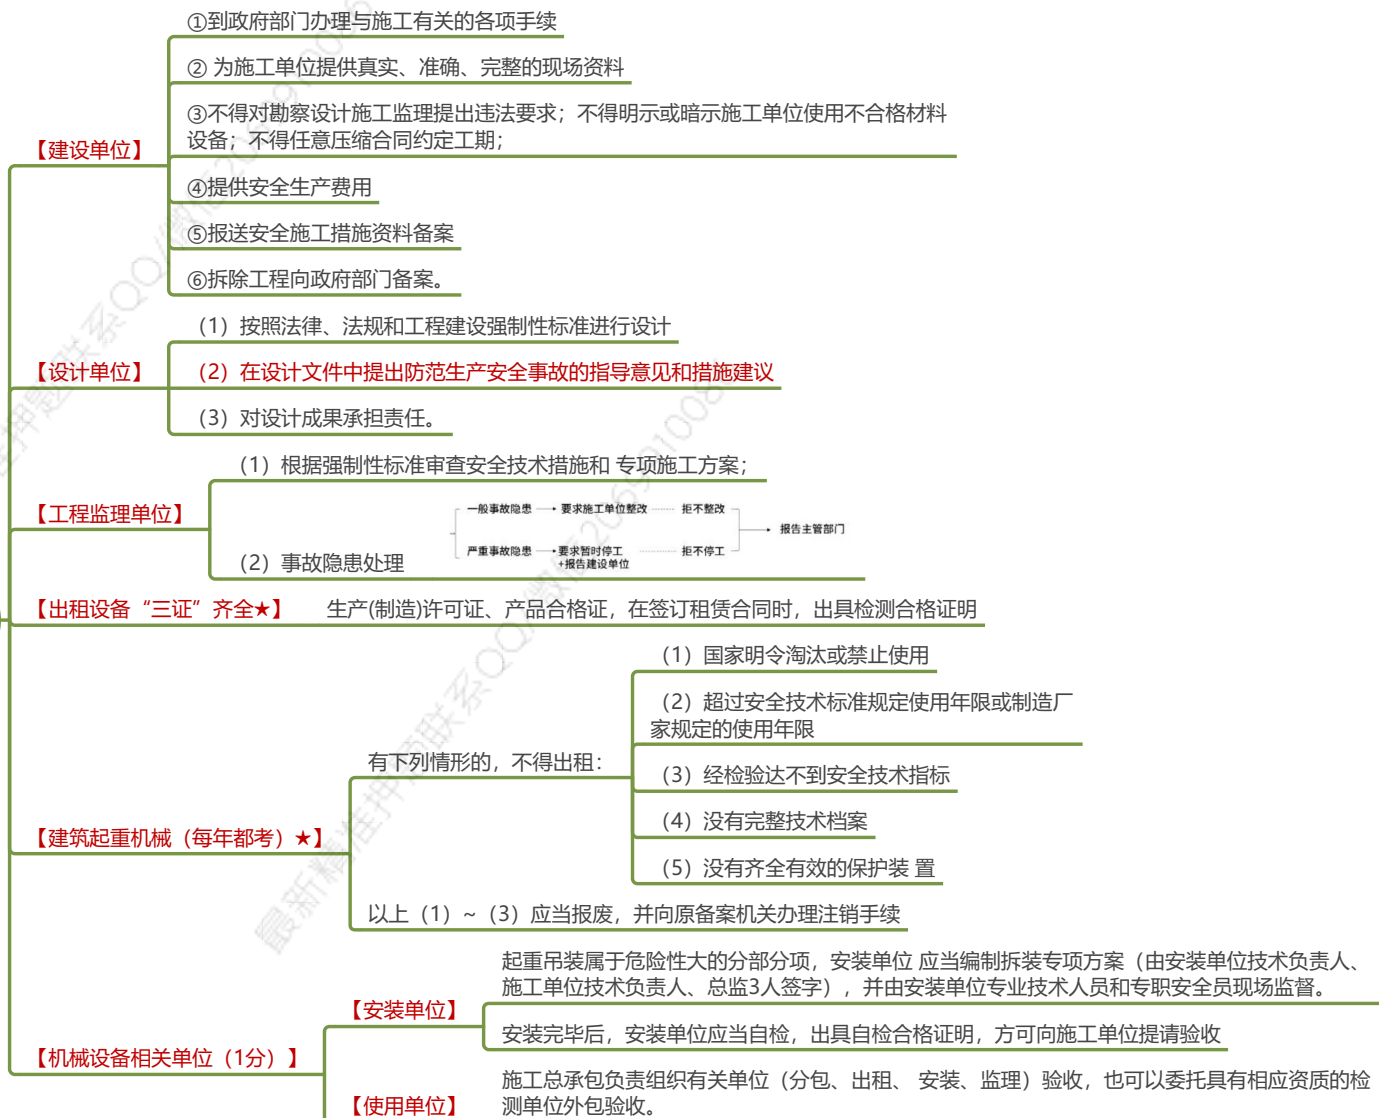 ①到政府部门办理与施工有关的各项手续
② 为施工单位提供真实、准确、完整的现场资料
③不得对勘察设计施工监理提出违法要求；不得明示或暗示施工单位使用不合格材料
设备；不得任意压缩合同约定工期；
【建设单位】
④提供安全生产费用
⑤报送安全施工措施资料备案
⑥拆除工程向政府部门备案。
（1）按照法律、法规和工程建设强制性标准进行设计
【设计单位】
（2）在设计文件中提出防范生产安全事故的指导意见和措施建议
（3）对设计成果承担责任。
（1）根据强制性标准审查安全技术措施和 专项施工方案；
【工程监理单位】
一般事故隐患 要求施工单位整改 拒不整改
报告主管部门
严重事故隐患 要求暂时停工 拒不停工
+报告建设单位
（2）事故隐患处理
【出租设备“三证”齐全★】 生产(制造)许可证、产品合格证，在签订租赁合同时，出具检测合格证明
（1）国家明令淘汰或禁止使用
（2）超过安全技术标准规定使用年限或制造厂
家规定的使用年限
有下列情形的，不得出租：
（3）经检验达不到安全技术指标
（4）没有完整技术档案
【建筑起重机械（每年都考）★】
（5）没有齐全有效的保护装 置
以上（1）~（3）应当报废，并向原备案机关办理注销手续
起重吊装属于危险性大的分部分项，安装单位 应当编制拆装专项方案（由安装单位技术负责人、
施工单位技术负责人、总监3人签字），并由安装单位专业技术人员和专职安全员现场监督。
【安装单位】
安装完毕后，安装单位应当自检，出具自检合格证明，方可向施工单位提请验收
【机械设备相关单位（1分）】
施工总承包负责组织有关单位（分包、出租、 安装、监理）验收，也可以委托具有相应资质的检
测单位外包验收。
【使用单位】